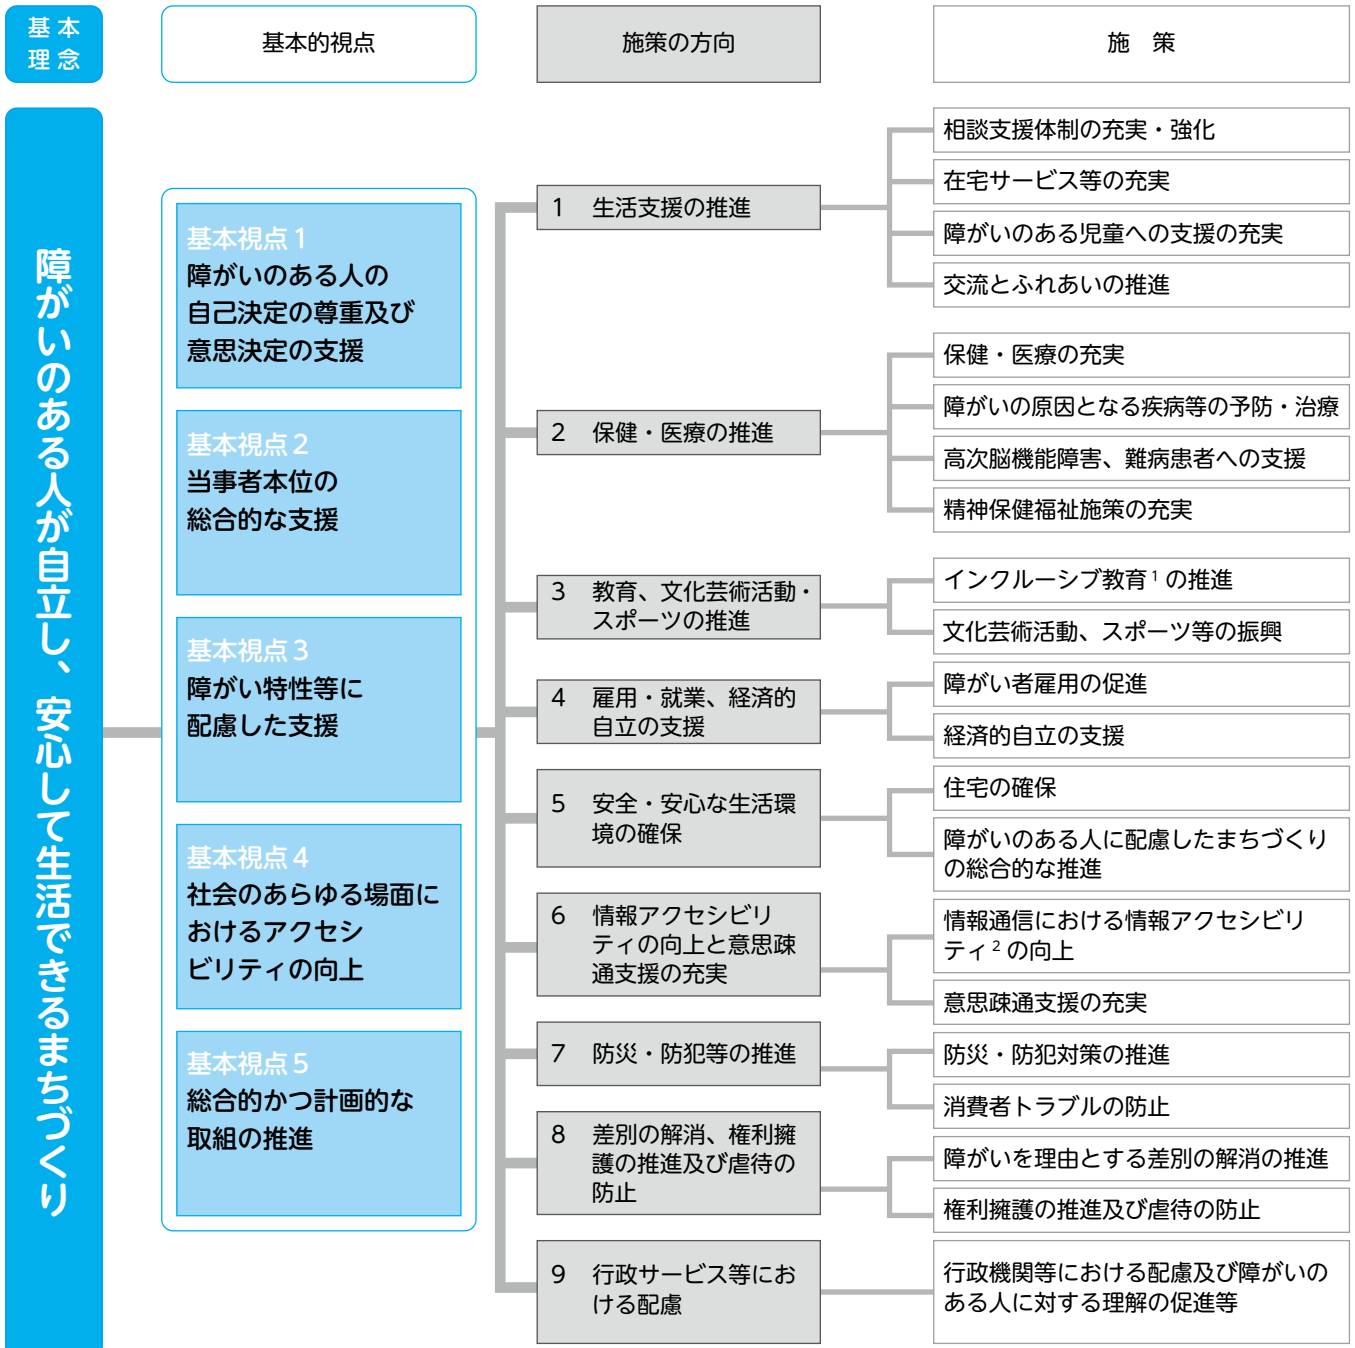 基本
理念
基本的視点
施策の方向
施　策
障がいのある人が自立し、安心して生活できるまちづくり
基本視点１
障がいのある人の
自己決定の尊重及び
意思決定の支援
基本視点２
当事者本位の
総合的な支援
基本視点３
障がい特性等に
配慮した支援
基本視点４
社会のあらゆる場面に
おけるアクセシ
ビリティの向上
基本視点５
総合的かつ計画的な
取組の推進
1　生活支援の推進
相談支援体制の充実・強化
在宅サービス等の充実
障がいのある児童への支援の充実
交流とふれあいの推進
2　保健・医療の推進
保健・医療の充実
障がいの原因となる疾病等の予防・治療
高次脳機能障害、難病患者への支援
精神保健福祉施策の充実
3　教育、文化芸術活動・
スポーツの推進
インクルーシブ教育¹の推進
文化芸術活動、スポーツ等の振興
4　雇用・就業、経済的
自立の支援
障がい者雇用の促進
経済的自立の支援
5　安全・安心な生活環
境の確保
住宅の確保
障がいのある人に配慮したまちづくり
の総合的な推進
6　情報アクセシビリ
ティの向上と意思疎
通支援の充実
情報通信における情報アクセシビリ
ティ²の向上
意思疎通支援の充実
7　防災・防犯等の推進
防災・防犯対策の推進
消費者トラブルの防止
8　差別の解消、権利擁
護の推進及び虐待の
防止
障がいを理由とする差別の解消の推進
権利擁護の推進及び虐待の防止
9　行政サービス等にお
ける配慮
行政機関等における配慮及び障がいの
ある人に対する理解の促進等